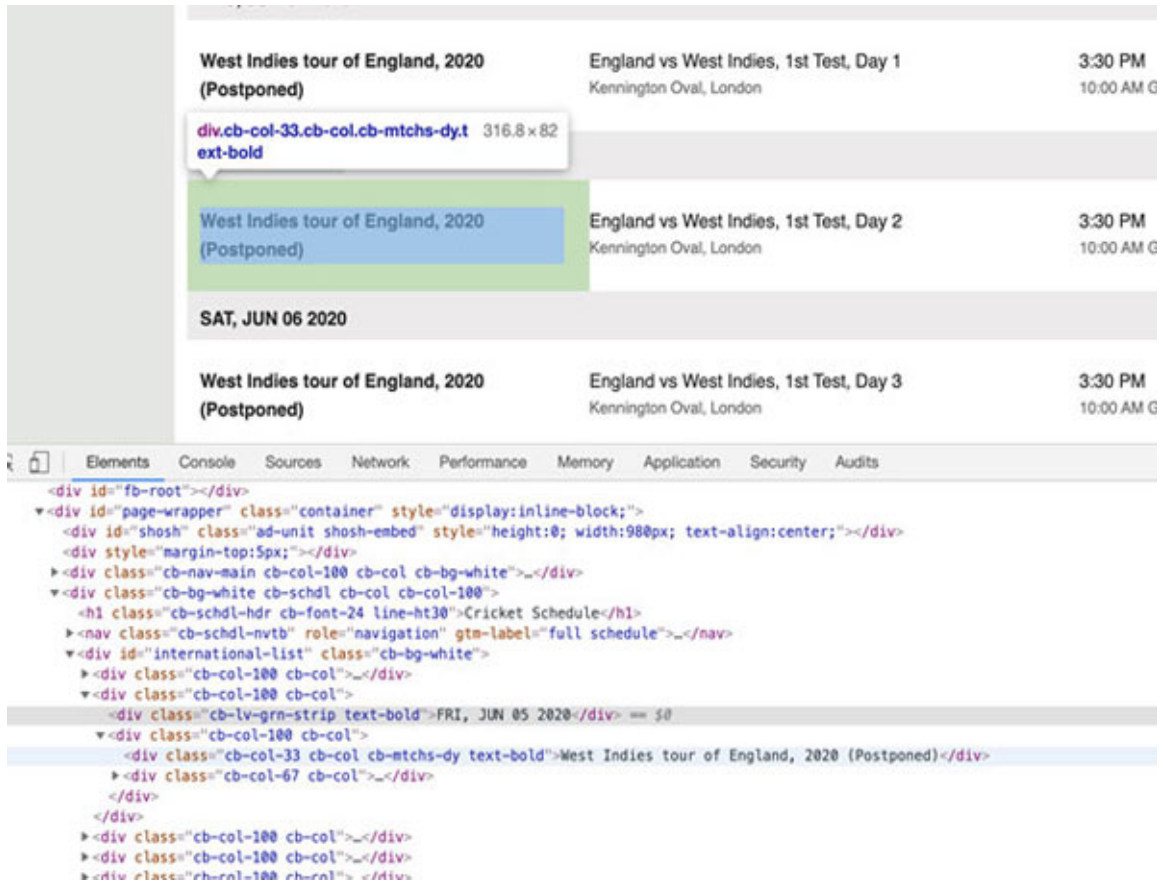 West Indies tour of England, 2020 England vs West Indies, 1st Test, Day 1 3:30 PM
(Postponed) Kennington Oval, London 10:00 AM G
div.cb-col-33.cb-col.cb-mtchs-dy.t 316.8 × 82
ext-bold
West Indies tour of England, 2020 England vs West Indies, 1st Test, Day 2 3:30 PM
(Postponed) Kennington Oval, London 10:00 AM G
SAT, JUN 06 2020
West Indies tour of England, 2020 England vs West Indies, 1st Test, Day 3 3:30 PM
(Postponed) Kennington Oval, London 10:00 AM G
Elements Console Sources Network Performance Memory Application Security Audits
<div id="fb-root"></div>
▼<div id="page-wrapper" class="container" style="display:inline-block;">
<div id="shosh" class="ad-unit shosh-embed" style="height:0; width:980px; text-align:center;"></div>
<div style="margin-top:5px;"></div>
▶<div class="cb-nav-main cb-col-100 cb-col cb-bg-white">…</div>
▼<div class="cb-bg-white cb-schdl cb-col cb-col-100">
<h1 class="cb-schdl-hdr cb-font-24 line-ht30">Cricket Schedule</h1>
▶<nav class="cb-schdl-nvtb" role="navigation" gtm-label="full schedule">…</nav>
▼<div id="international-list" class="cb-bg-white">
▶<div class="cb-col-100 cb-col">…</div>
▼<div class="cb-col-100 cb-col">
<div class="cb-lv-grn-strip text-bold">FRI, JUN 05 2020</div> == $0
▼<div class="cb-col-100 cb-col">
<div class="cb-col-33 cb-col cb-mtchs-dy text-bold">West Indies tour of England, 2020 (Postponed)</div>
▶<div class="cb-col-67 cb-col">…</div>
</div>
</div>
▶<div class="cb-col-100 cb-col">…</div>
▶<div class="cb-col-100 cb-col">…</div>
▶<div class="cb-col-100 cb-col">…</div>